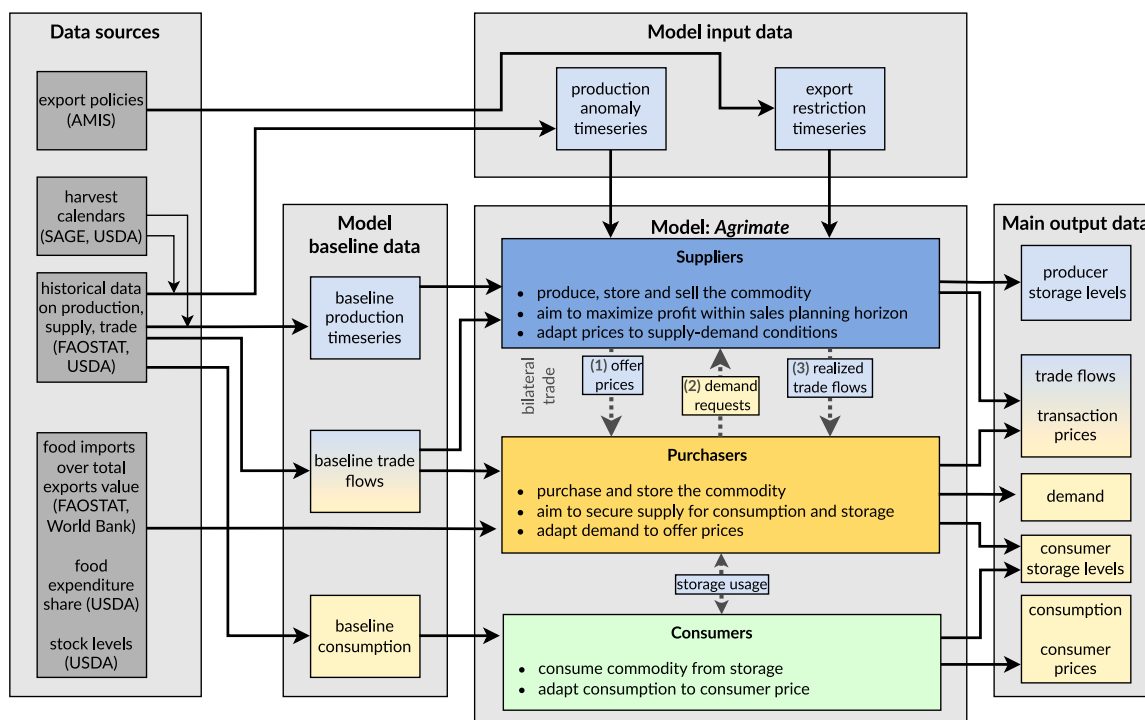 Data sources
export policies
(AMIS)
harvest
calendars
(SAGE, USDA)
historical data
on production,
supply, trade
(FAOSTAT,
USDA)
food imports
over total
exports value
(FAOSTAT,
World Bank)
food
expenditure
share (USDA)
stock levels
(USDA)
Model input data
production
anomaly
timeseries
export
restriction
timeseries
Model
baseline data
baseline
production
timeseries
baseline trade
flows
baseline
consumption
Model: Agrimate
Suppliers
• produce, store and sell the commodity
• aim to maximize profit within sales planning horizon
• adapt prices to supply-demand conditions
bilateral
trade
(1) offer
prices
(2) demand
requests
(3) realized
trade flows
Purchasers
• purchase and store the commodity
• aim to secure supply for consumption and storage
• adapt demand to offer prices
storage usage
Consumers
• consume commodity from storage
• adapt consumption to consumer price
Main output data
producer
storage levels
trade flows
transaction
prices
demand
consumer
storage levels
consumption
consumer
prices